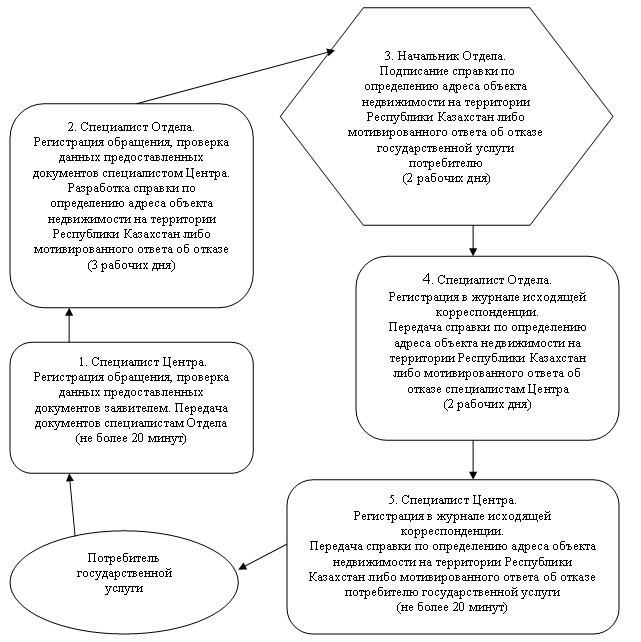 3. Начальник Отдела.
Подписание справки по
определению адреса объекта
недвижимости на территории
Республики Казахстан либо
мотивированного ответа об отказе
государственной услуги
потребителю
(2 рабочих дня)
2. Специалист Отдела.
Регистрация обращения, проверка
данных предоставленных
документов специалистом Центра.
Разработка справки по
определению адреса объекта
недвижимости на территории
Республики Казахстан либо
мотивированного ответа об отказе
(3 рабочих дня)
4. Специалист Отдела.
Регистрация в журнале исходящей
корреспонденции.
Передача справки по определению
адреса объекта недвижимости на
территории Республики Казахстан
либо мотивированного ответа об
отказе специалистам Центра
(2 рабочих дня)
1. Специалист Центра.
Регистрация обращения, проверка
данных предоставленных
документов заявителем. Передача
документов специалистам Отдела
(не более 20 минут)
5. Специалист Центра.
Регистрация в журнале исходящей
корреспонденции.
Передача справки по определению адреса объекта
недвижимости на территории Республики
Казахстан либо мотивированного ответа об отказе
потребителю государственной услуги
(не более 20 минут)
Потребитель
государственной
услуги